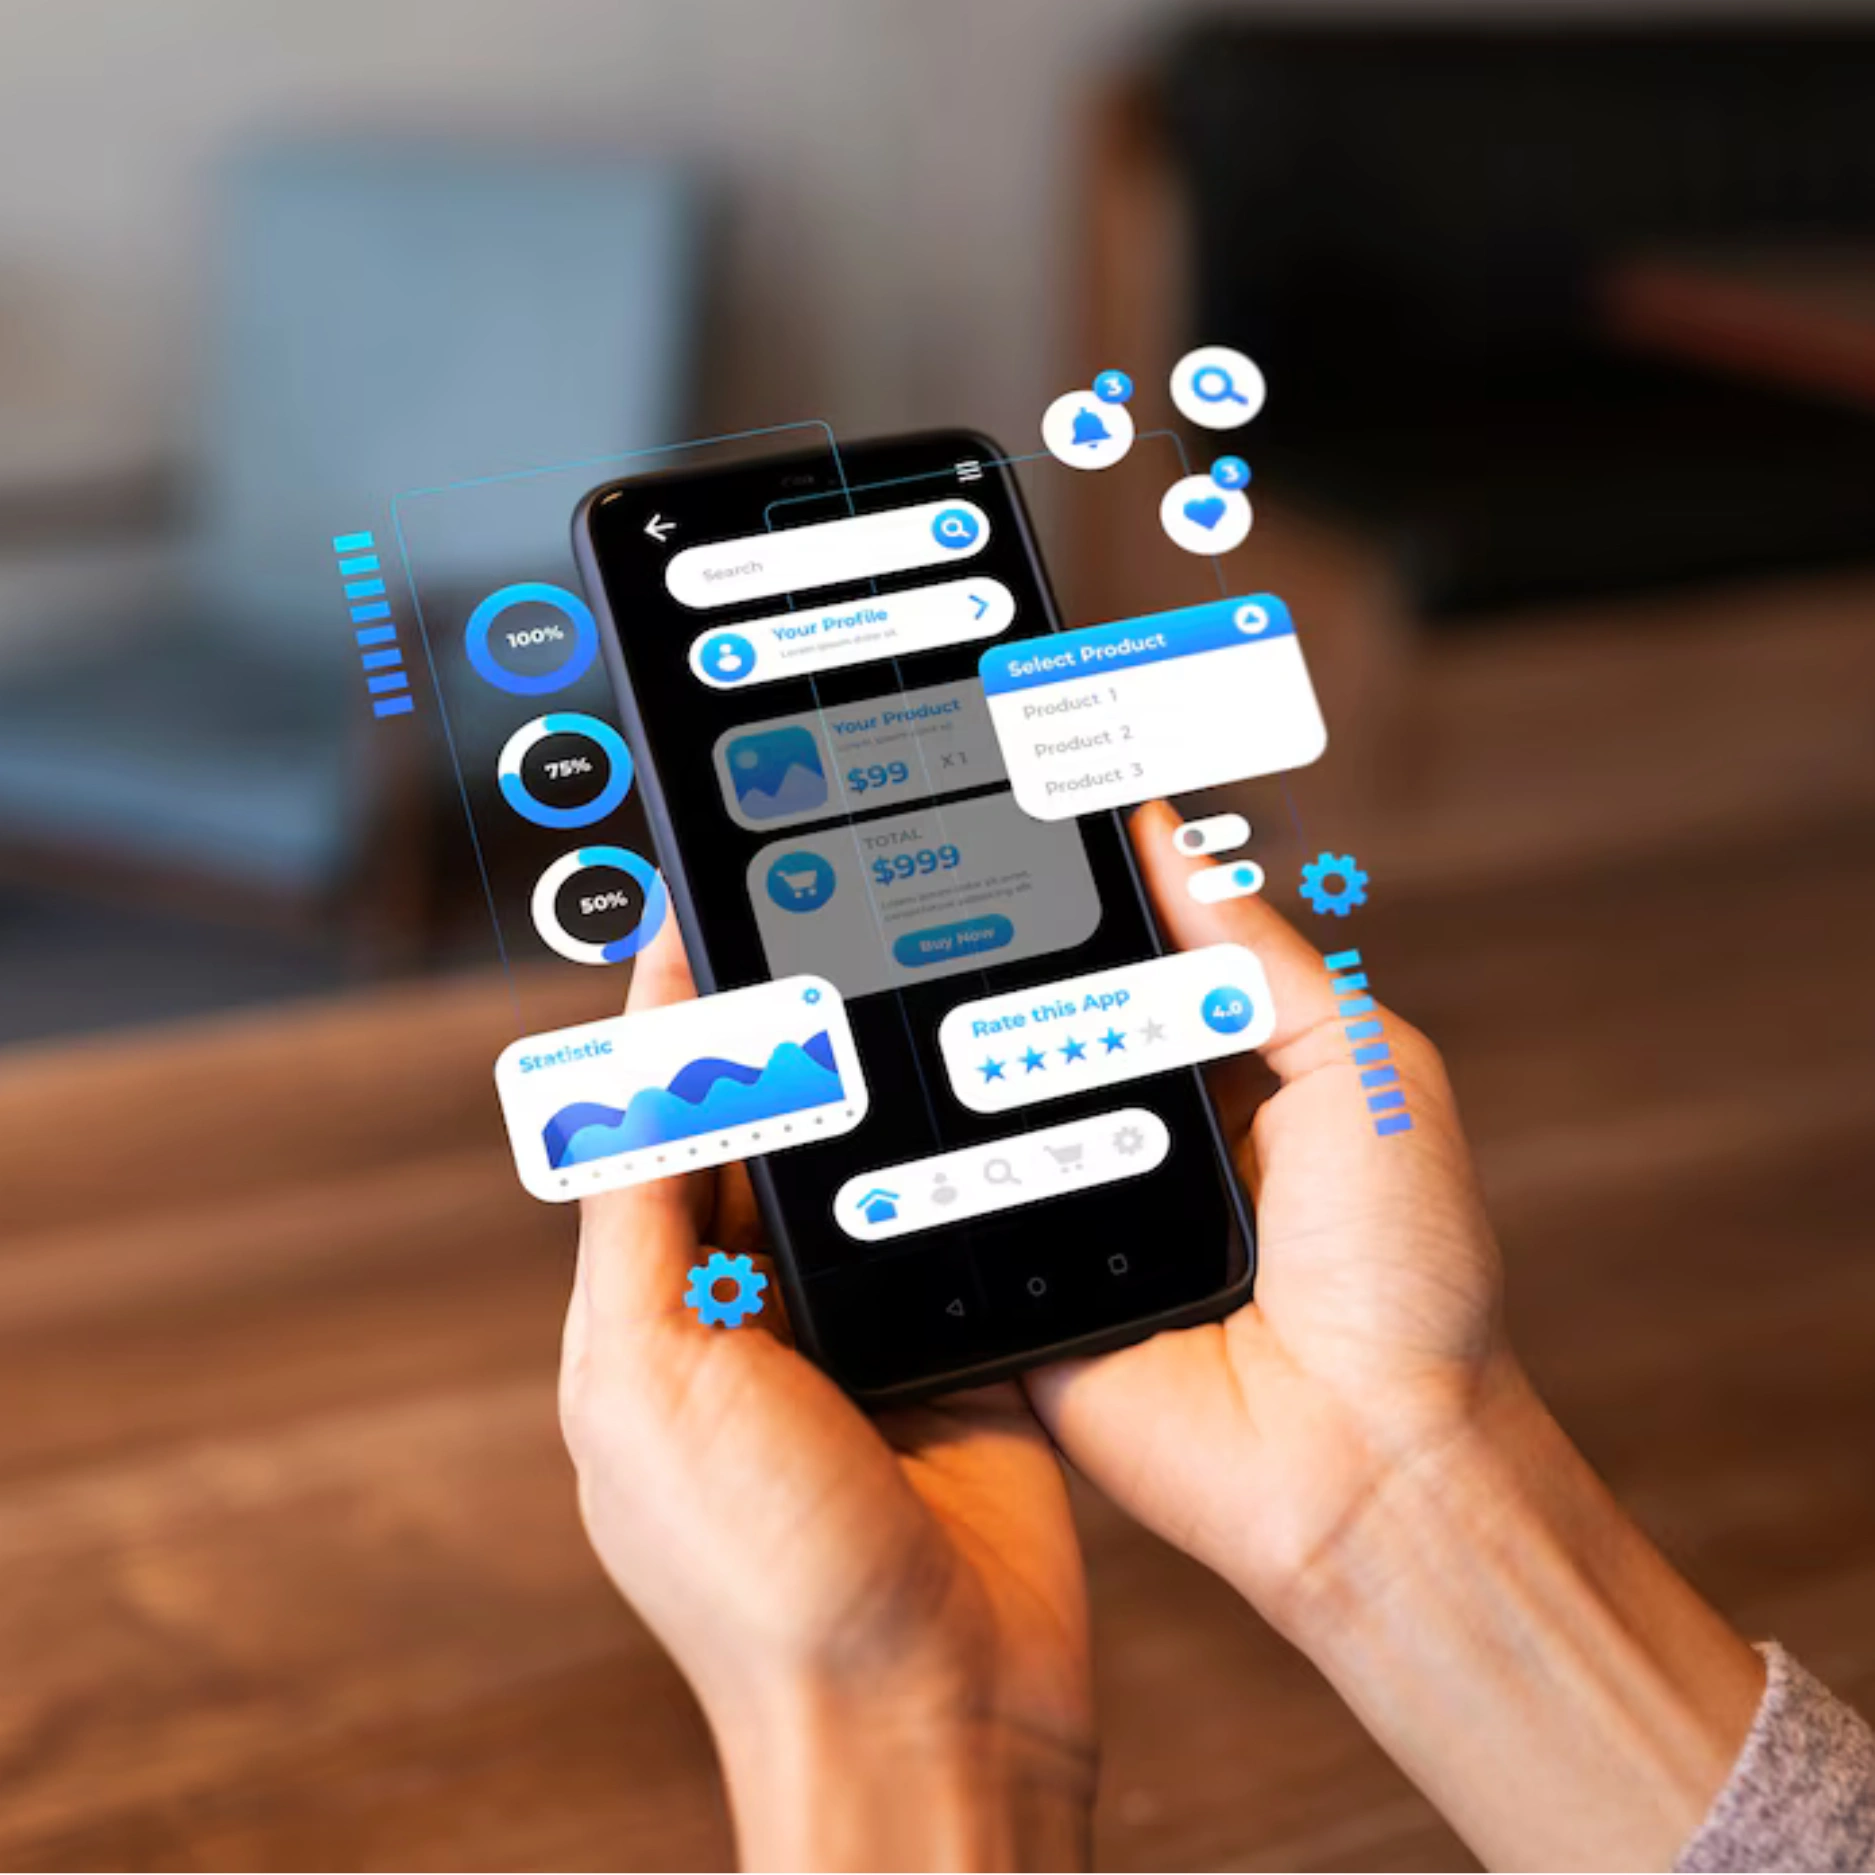 3
3
Search
Your Profile
Lorem ipsum dolor sit
100%
Select Product
Product 1
Product 2
Product 3
75%
Your Product
Lorem ipsum dolor sit
$99
X 1
TOTAL
$999
Lorem ipsum dolor sit amet,
consectetuer adipiscing elit
Buy Now
50%
Statistic
Rate this App
4.0